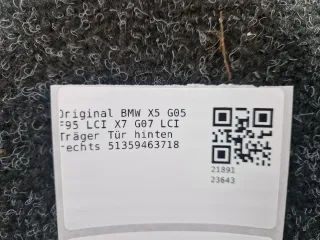 Original BMW X5 G05
F95 LCI X7 G07 LCI
Träger Tür hinten
rechts 51359463718
21891
23643